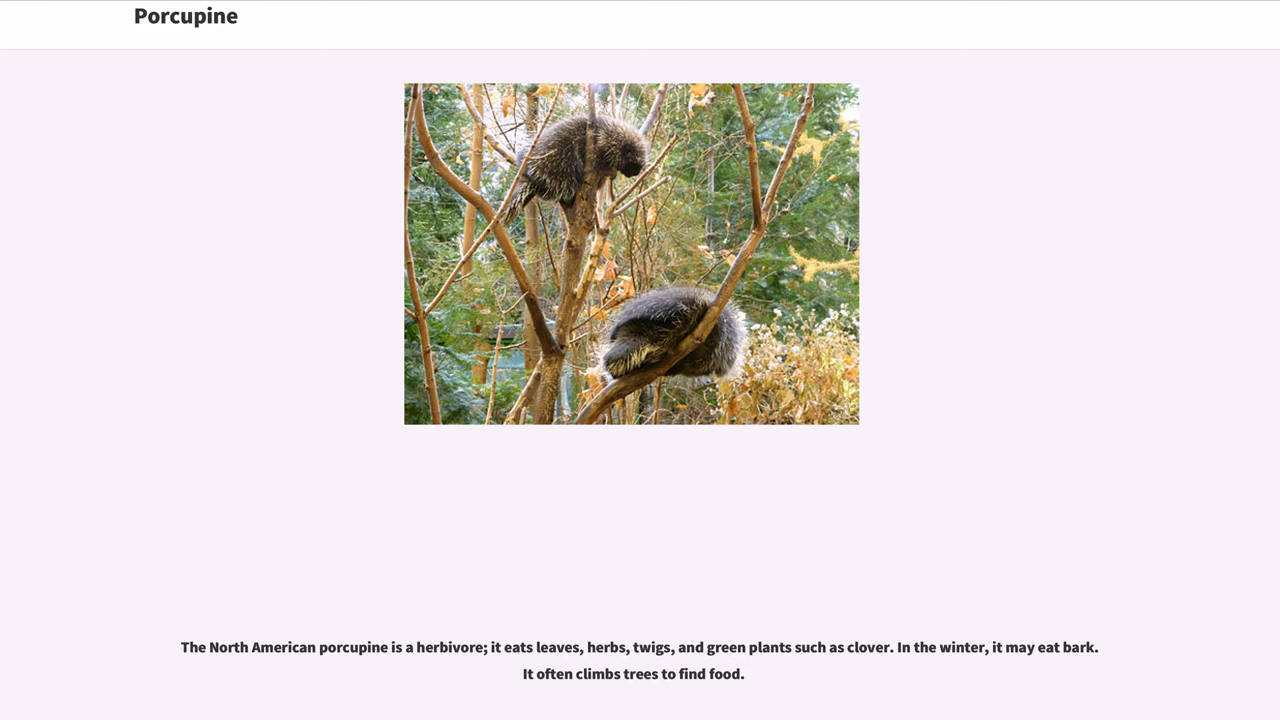 Porcupine
The North American porcupine is a herbivore; it eats leaves, herbs, twigs, and green plants such as clover. In the winter, it may eat bark.
It often climbs trees to find food.